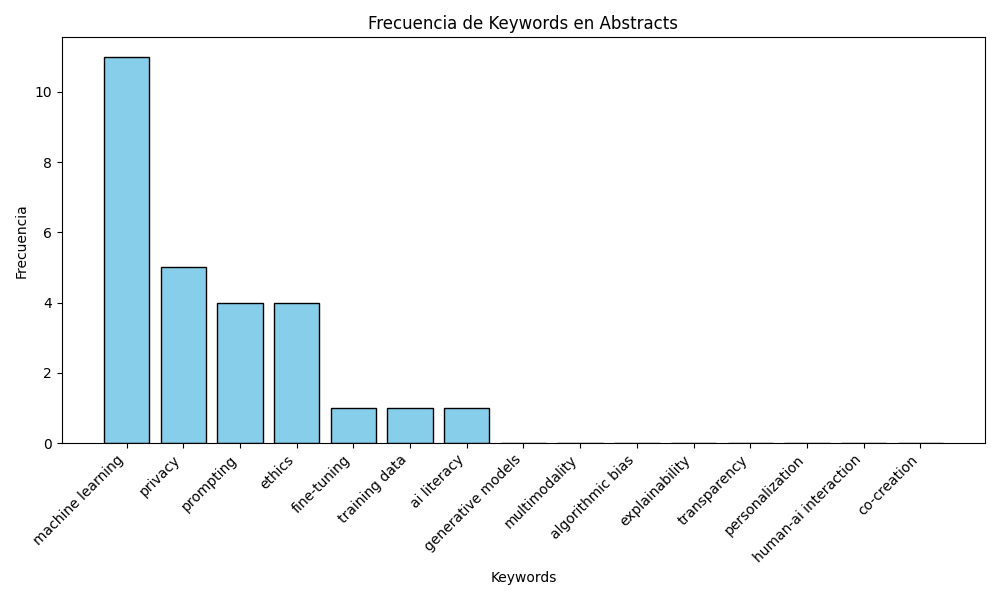 Frecuencia de Keywords en Abstracts
Frecuencia
10
8
6
4
2
0
machine learning
privacy
prompting
ethics
fine-tuning
training data
ai literacy
generative models
multimodality
algorithmic bias
explainability
transparency
personalization
human-ai interaction
co-creation
Keywords